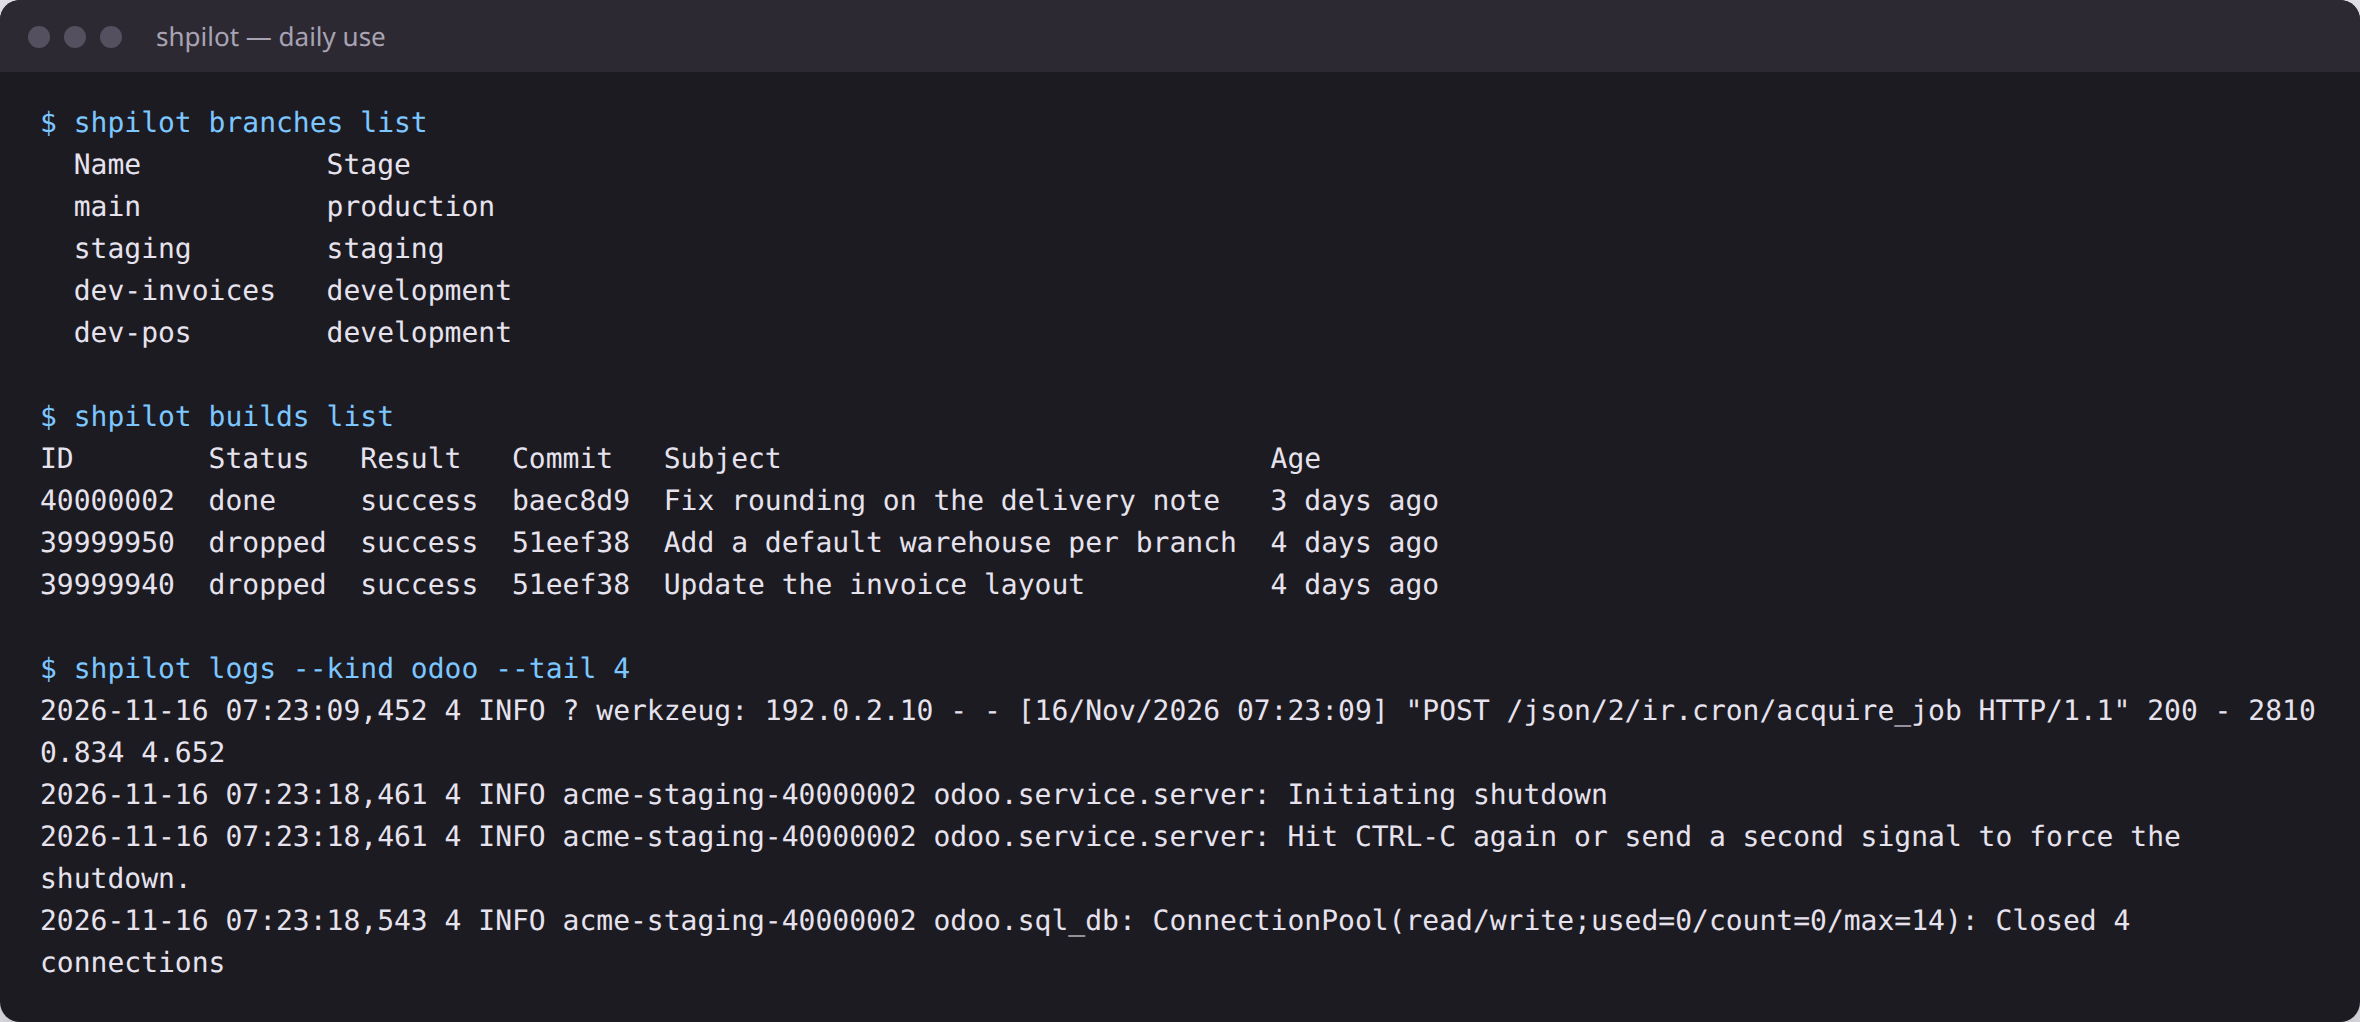 shpilot — daily use
$ shpilot branches list
Name Stage
main production
staging staging
dev-invoices development
dev-pos development
$ shpilot builds list
ID Status Result Commit Subject Age
40000002 done success baec8d9 Fix rounding on the delivery note 3 days ago
39999950 dropped success 51eef38 Add a default warehouse per branch 4 days ago
39999940 dropped success 51eef38 Update the invoice layout 4 days ago
$ shpilot logs --kind odoo --tail 4
2026-11-16 07:23:09,452 4 INFO ? werkzeug: 192.0.2.10 - - [16/Nov/2026 07:23:09] "POST /json/2/ir.cron/acquire_job HTTP/1.1" 200 - 2810
0.834 4.652
2026-11-16 07:23:18,461 4 INFO acme-staging-40000002 odoo.service.server: Initiating shutdown
2026-11-16 07:23:18,461 4 INFO acme-staging-40000002 odoo.service.server: Hit CTRL-C again or send a second signal to force the
shutdown.
2026-11-16 07:23:18,543 4 INFO acme-staging-40000002 odoo.sql_db: ConnectionPool(read/write;used=0/count=0/max=14): Closed 4
connections